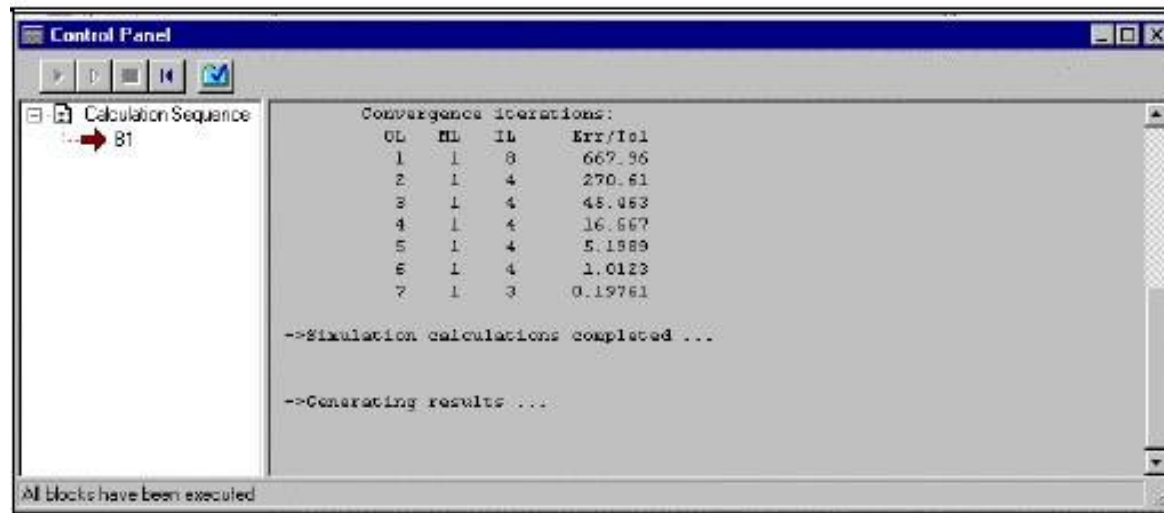 Control Panel
Calculation Sequence
B1
Convergence iterations:
OL ML IL Err/Tol
1 1 8 667.96
2 1 4 270.61
3 1 4 45.463
4 1 4 16.667
5 1 4 5.1989
6 1 4 1.0123
7 1 3 0.19761
->Simulation calculations completed ...
->Generating results ...
All blocks have been executed